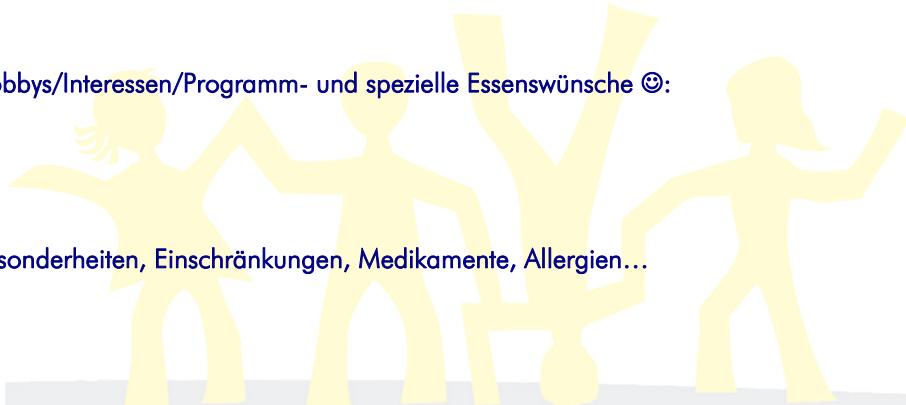 obbys/Interessen/Programm- und spezielle Essenswünsche ☺:
sonderheiten, Einschränkungen, Medikamente, Allergien…